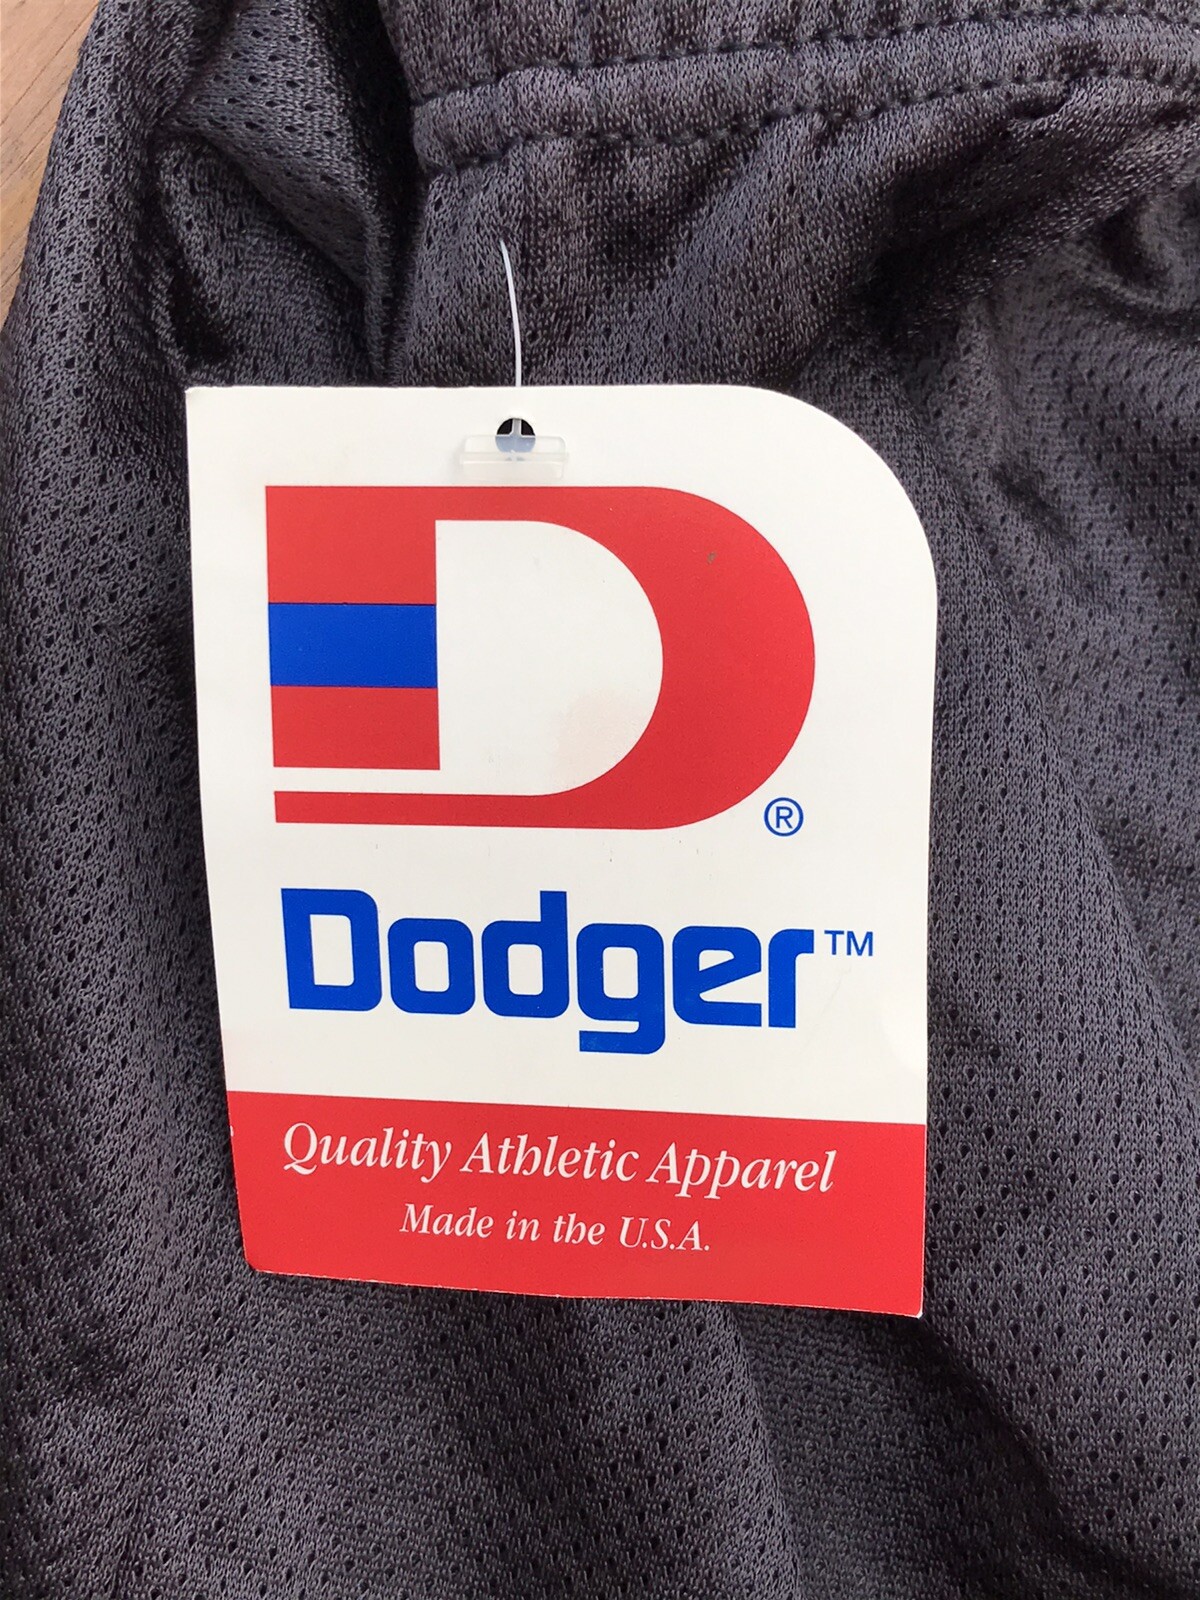 D®
Dodger™
Quality Athletic Apparel
Made in the U.S.A.